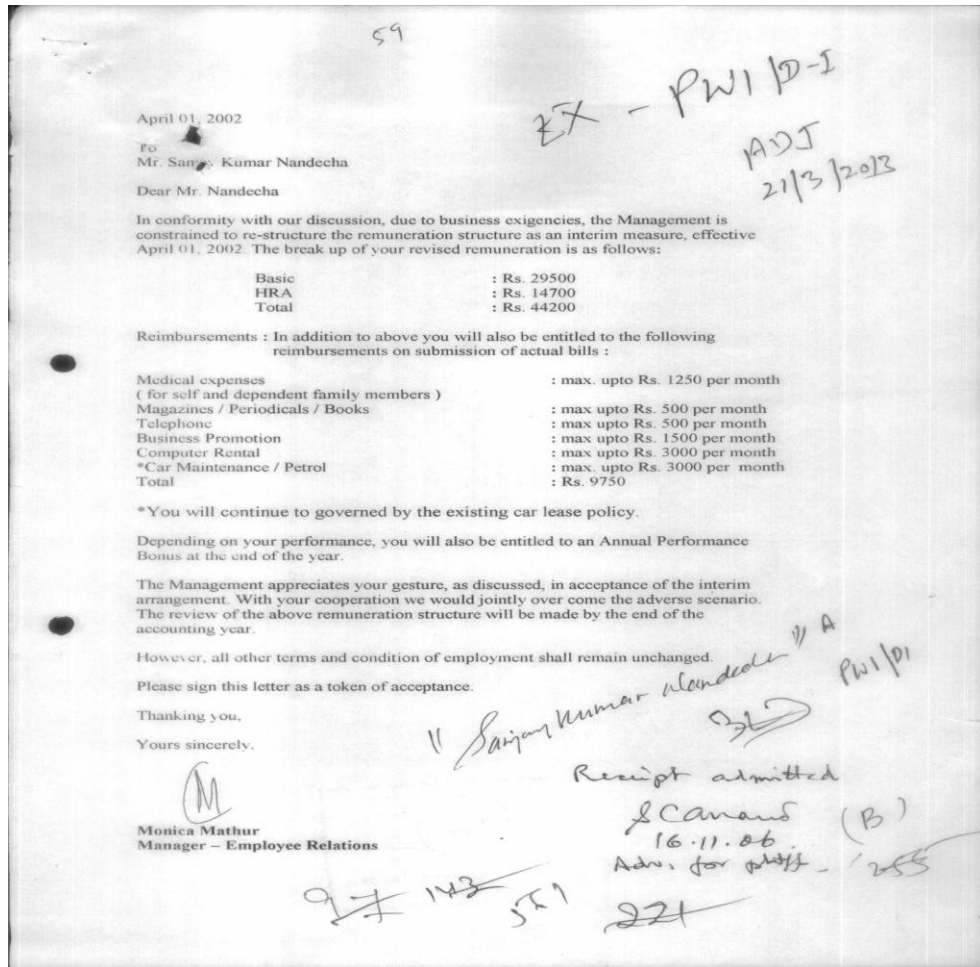 59
EX - PW1/D-1
ADJ
21/3/2013
April 01, 2002
To
Mr. Kumar Nandecha
Dear Mr. Nandecha
In conformity with our discussion, due to business exigencies, the Management is
constrained to re-structure the remuneration structure as an interim measure, effective
April 01, 2002. The break up of your revised remuneration is as follows:
Basic : Rs. 29500
HRA : Rs. 14700
Total : Rs. 44200
Reimbursements : In addition to above you will also be entitled to the following
reimbursements on submission of actual bills :
Medical expenses : max. upto Rs. 1250 per month
( for self and dependent family members )
Magazines / Periodicals / Books : max upto Rs. 500 per month
Telephone : max upto Rs. 500 per month
Business Promotion : max upto Rs. 1500 per month
Computer Rental : max upto Rs. 3000 per month
*Car Maintenance / Petrol : max. upto Rs. 3000 per month
Total : Rs. 9750
*You will continue to governed by the existing car lease policy.
Depending on your performance, you will also be entitled to an Annual Performance
Bonus at the end of the year.
The Management appreciates your gesture, as discussed, in acceptance of the interim
arrangement. With your cooperation we would jointly over come the adverse scenario.
The review of the above remuneration structure will be made by the end of the
accounting year.
However, all other terms and condition of employment shall remain unchanged.
Please sign this letter as a token of acceptance.
Thanking you,
Yours sincerely,
" Sanjay Kumar Nandecha " A
PW1/D1
Receipt admitted
S C Anand (B)
16.11.06
Adv. for plff. 255
Monica Mathur
Manager – Employee Relations
143
221